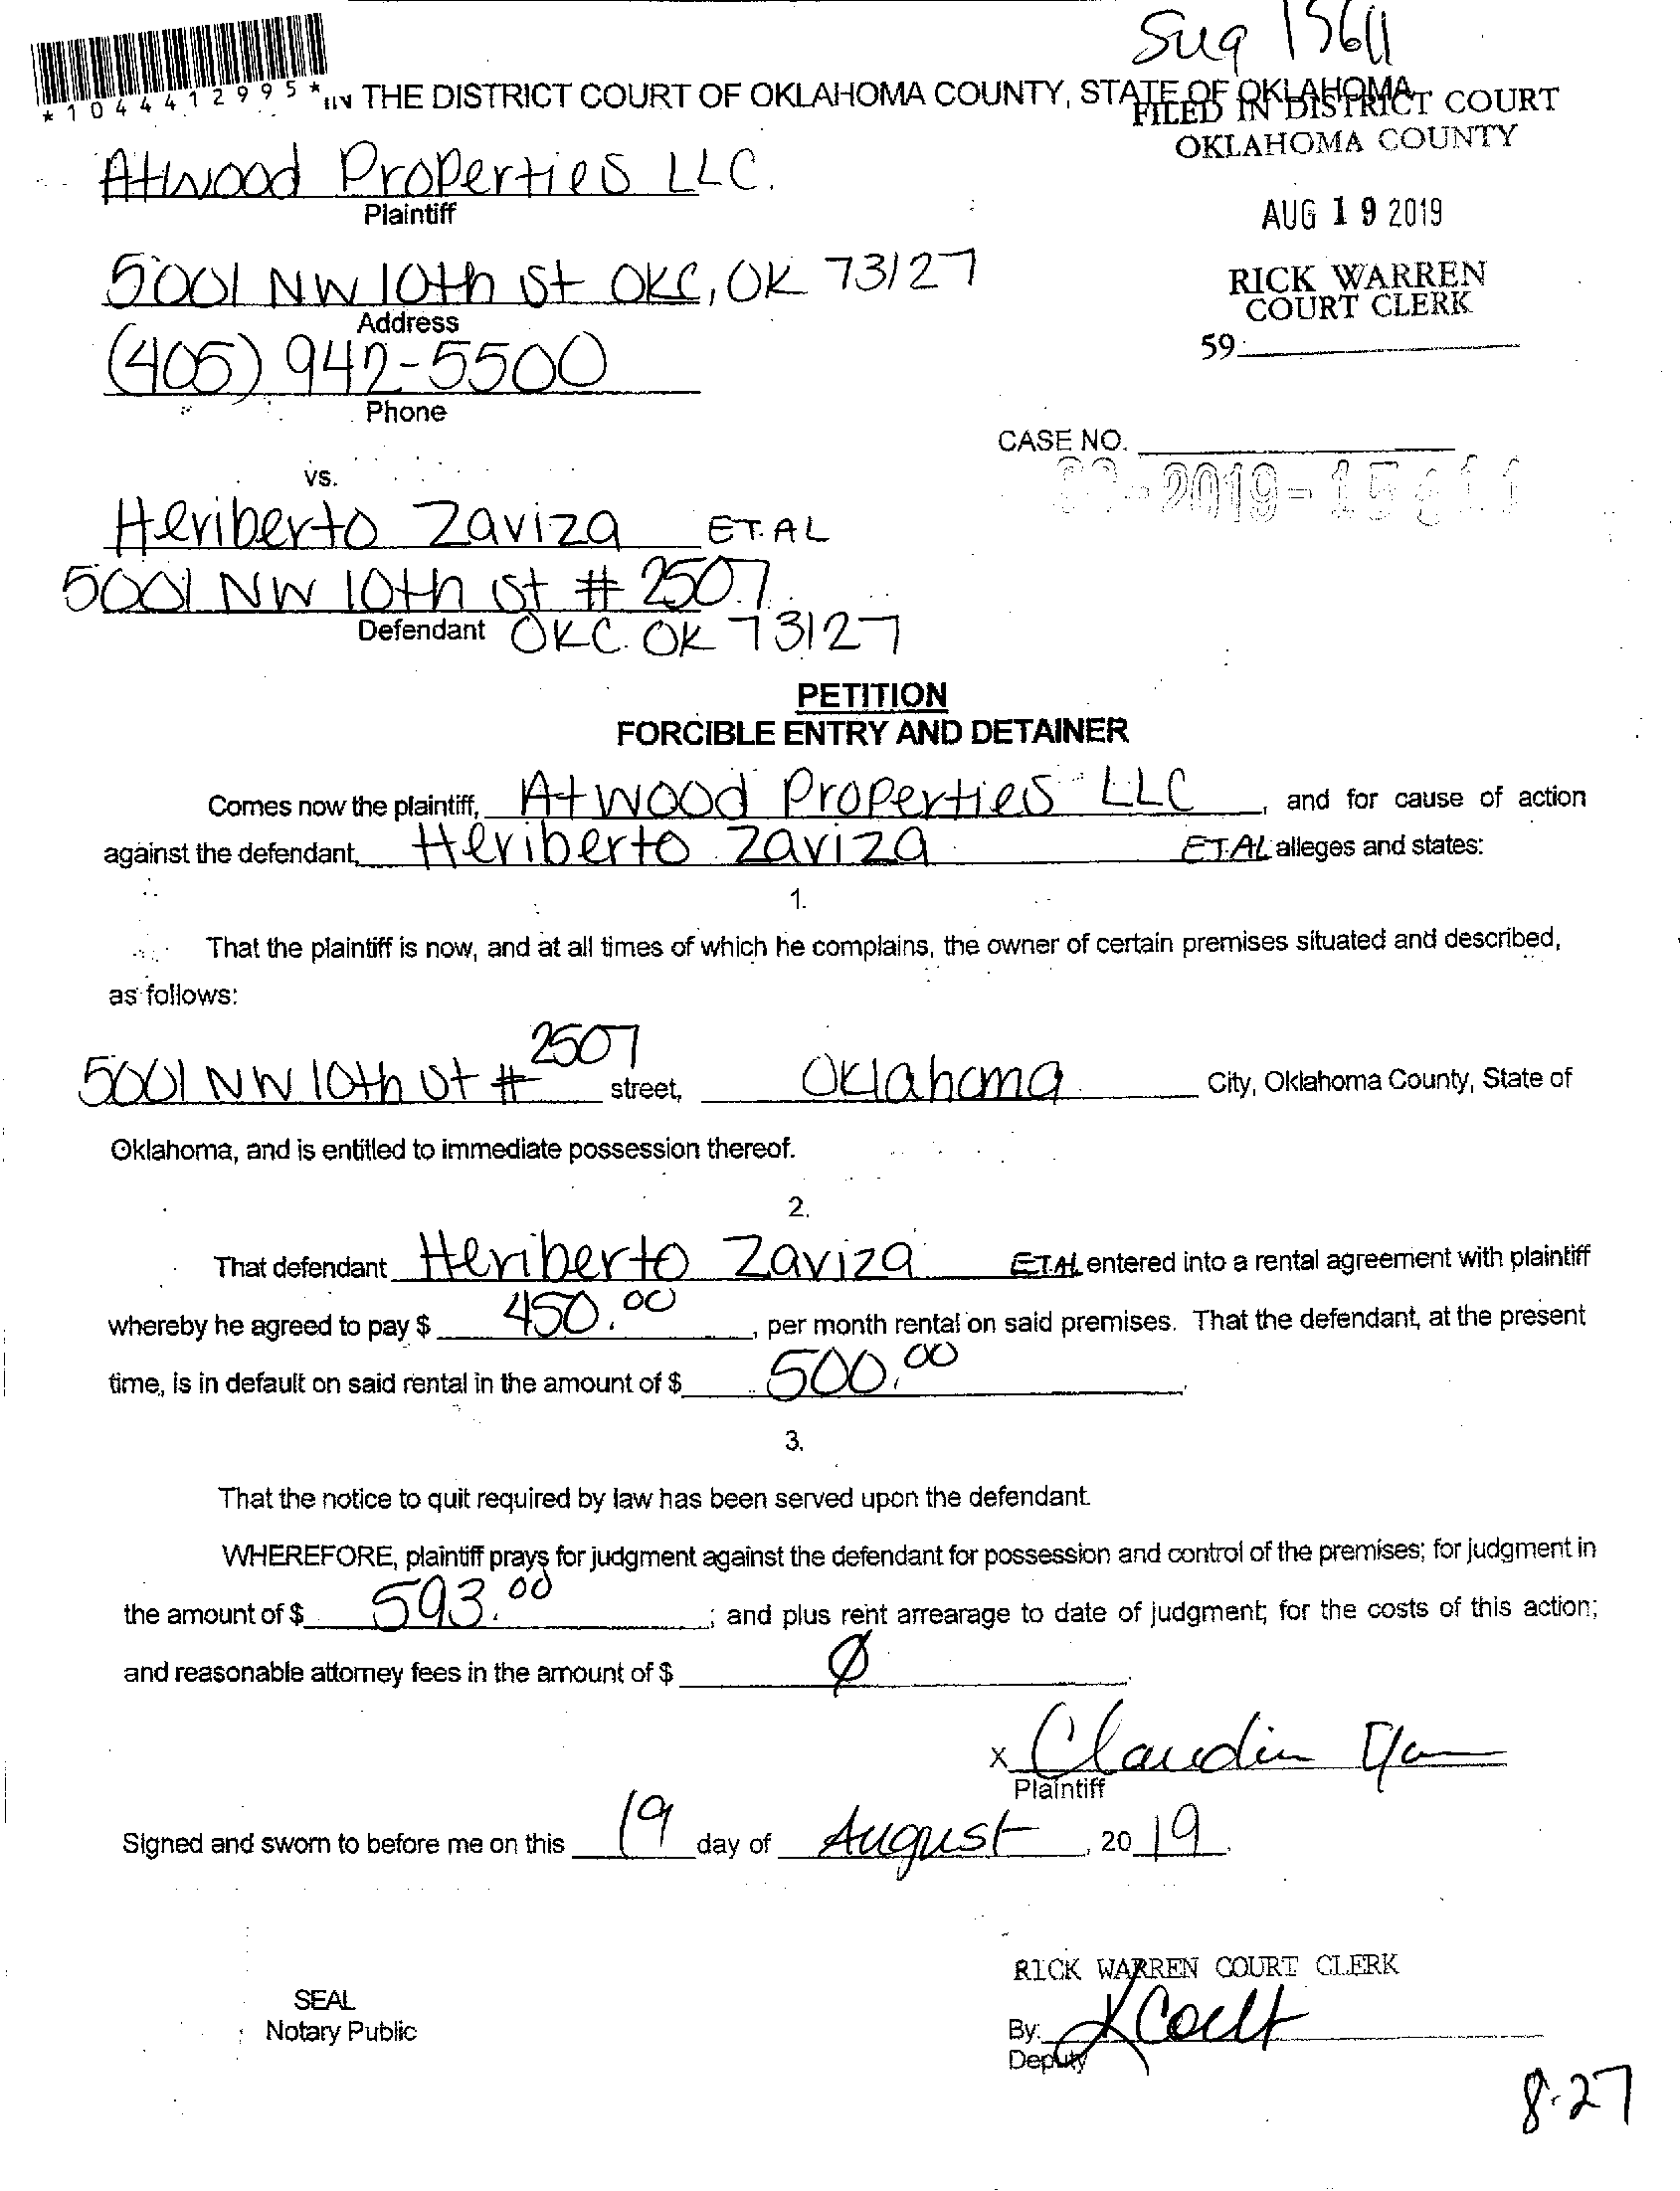 Sug 15611
*1044412995*
IN THE DISTRICT COURT OF OKLAHOMA COUNTY, STATE OF OKLAHOMA
FILED IN DISTRICT COURT
OKLAHOMA COUNTY
Atwood Properties LLC.
Plaintiff
AUG 19 2019
5001 NW 10th St OKC, OK 73127
Address
RICK WARREN
COURT CLERK
(405) 942-5500
Phone
59
CASE NO.
-2019-15611
vs.
Heriberto Zaviza ET.AL
5001 NW 10th St # 2507
Defendant OKC. OK 73127
PETITION
FORCIBLE ENTRY AND DETAINER
Comes now the plaintiff, Atwood Properties LLC, and for cause of action
against the defendant, Heriberto Zaviza ET.AL alleges and states:
1.
That the plaintiff is now, and at all times of which he complains, the owner of certain premises situated and described,
as follows:
5001 NW 10th St # 2507 street, Oklahoma City, Oklahoma County, State of
Oklahoma, and is entitled to immediate possession thereof.
2.
That defendant Heriberto Zaviza ET.AL entered into a rental agreement with plaintiff
whereby he agreed to pay $ 450.00, per month rental on said premises. That the defendant, at the present
time, is in default on said rental in the amount of $ 500.00.
3.
That the notice to quit required by law has been served upon the defendant.
WHEREFORE, plaintiff prays for judgment against the defendant for possession and control of the premises; for judgment in
the amount of $ 593.00; and plus rent arrearage to date of judgment; for the costs of this action;
and reasonable attorney fees in the amount of $ Ø.
x Claudia
Plaintiff
Signed and sworn to before me on this 19 day of August, 2019.
RICK WARREN COURT CLERK
SEAL
Notary Public
By:
Deputy
8-27